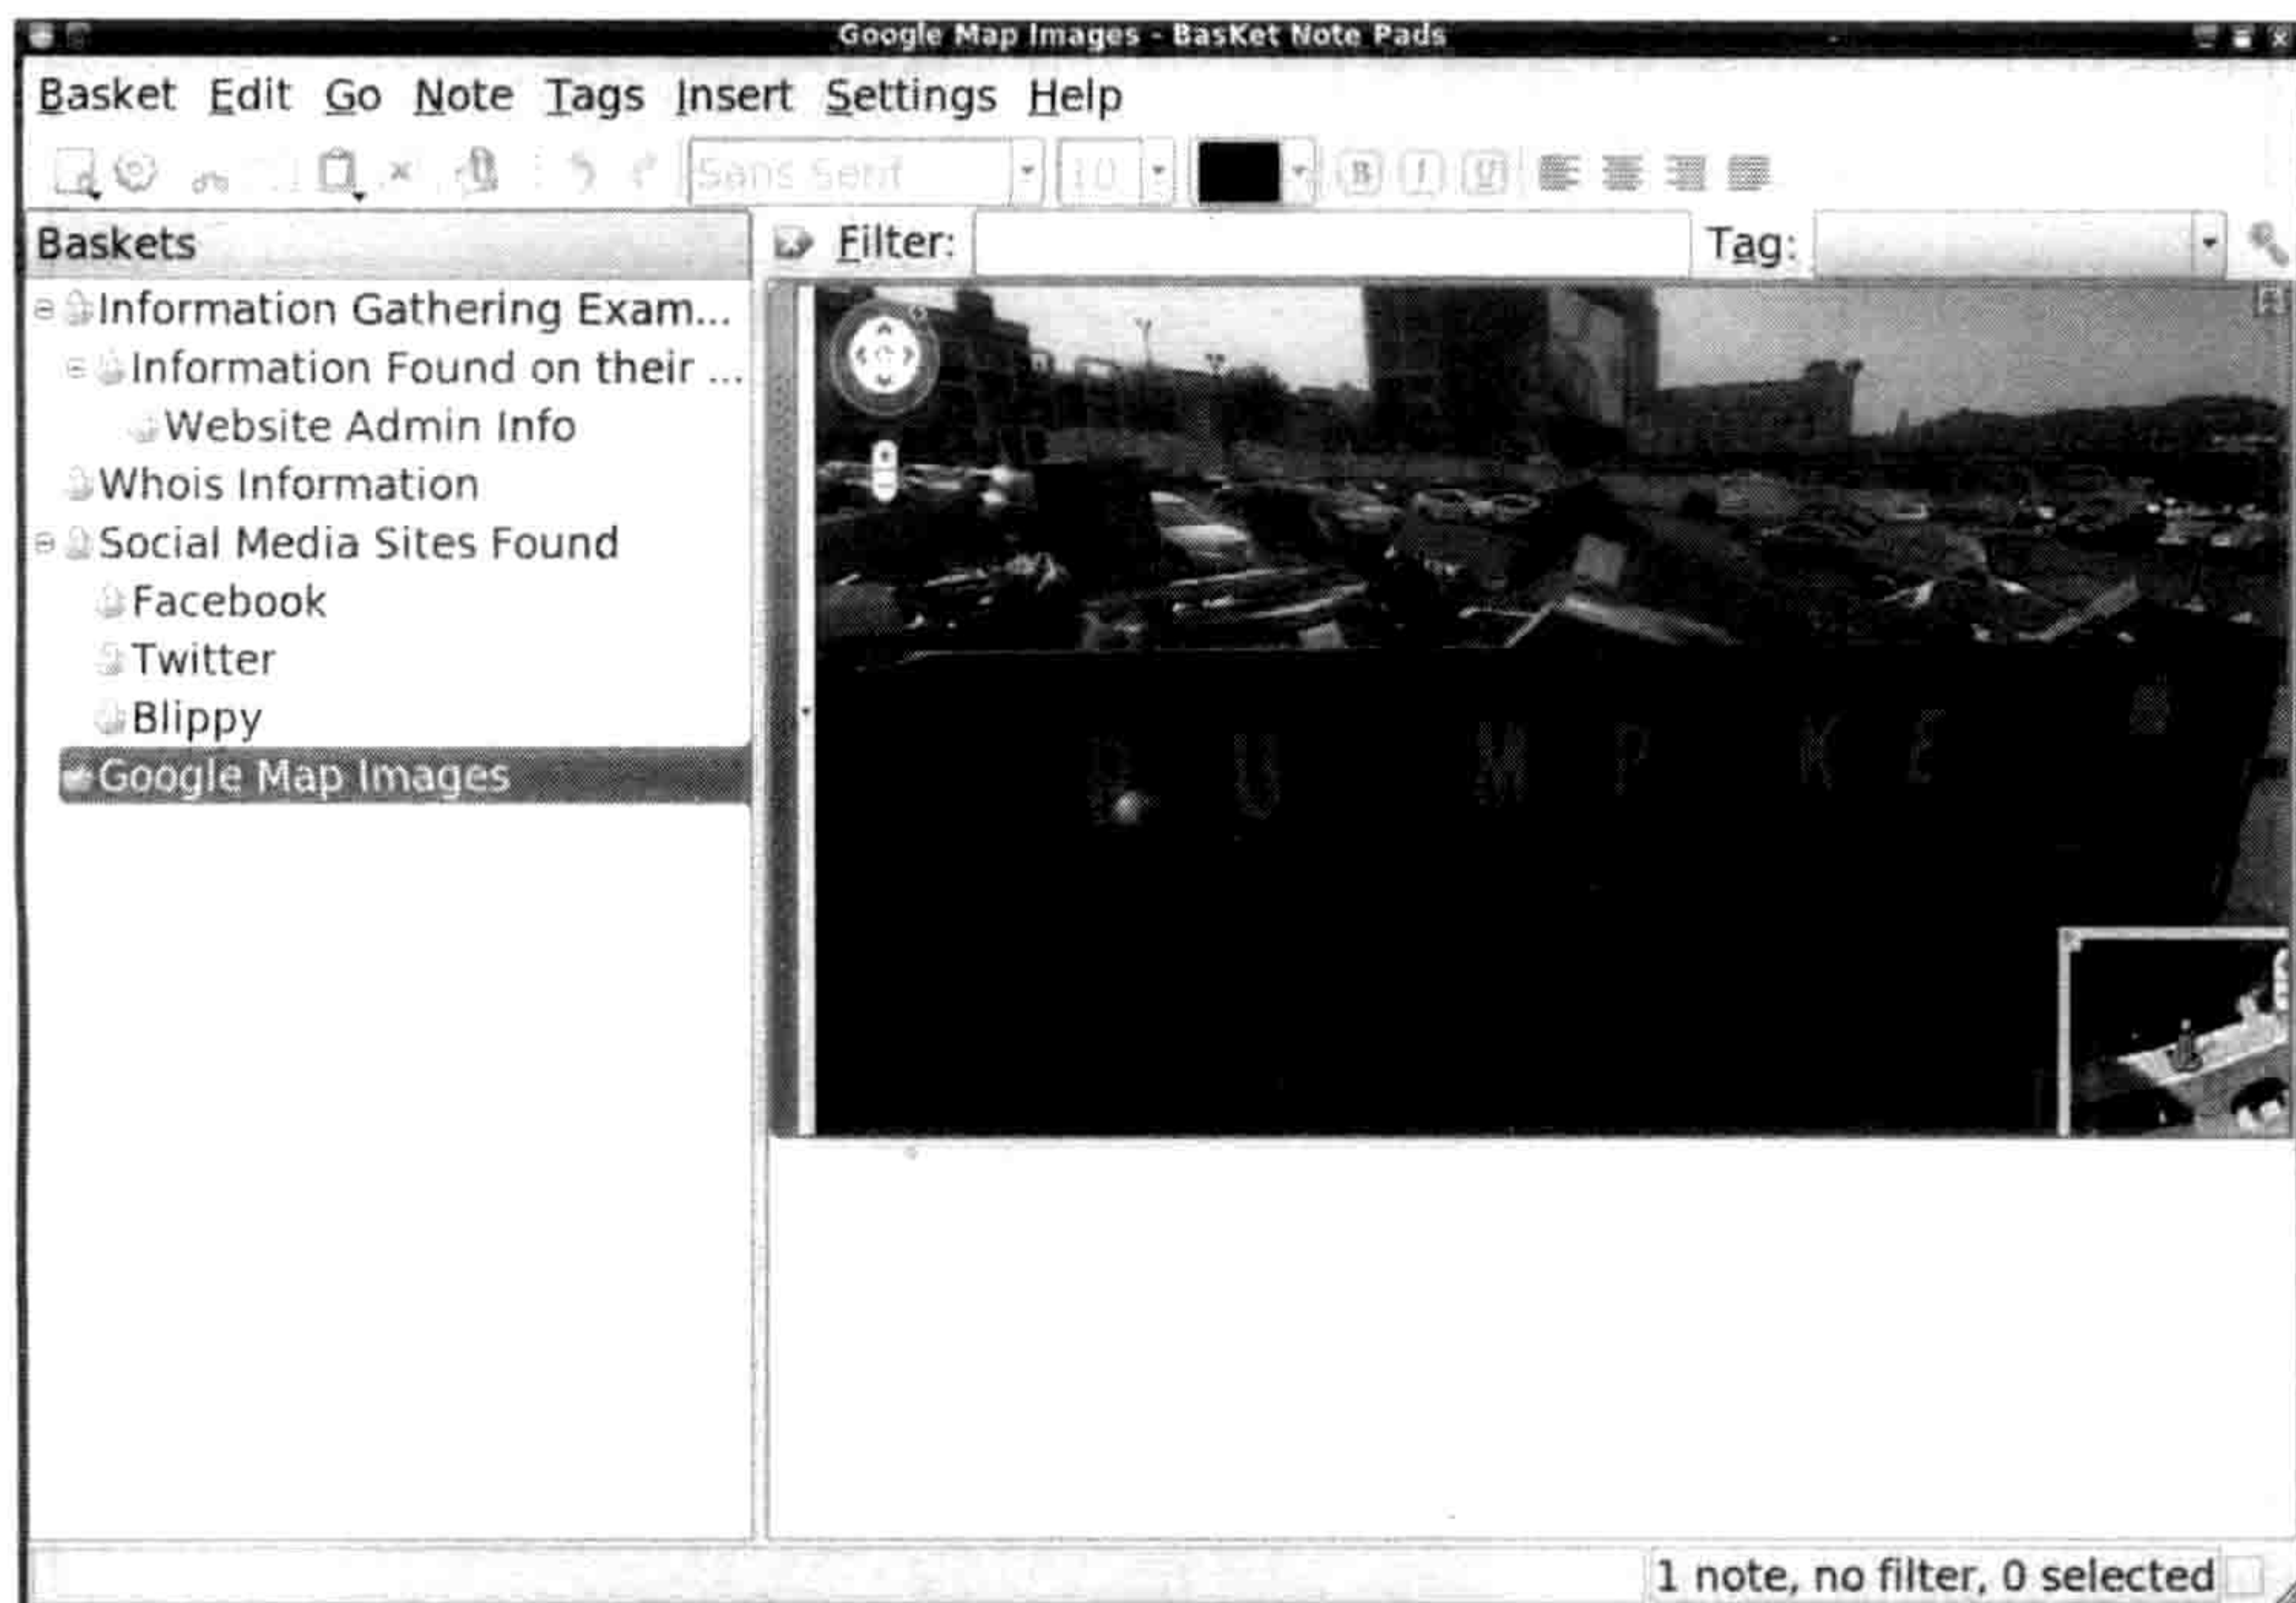 Google Map Images - BasKet Note Pads
Basket Edit Go Note Tags Insert Settings Help
Sans Serif 10 B I U
Baskets
Filter: Tag:
Information Gathering Exam...
Information Found on their ...
Website Admin Info
Whois Information
Social Media Sites Found
Facebook
Twitter
Blippy
Google Map Images
D U M P K E
1 note, no filter, 0 selected